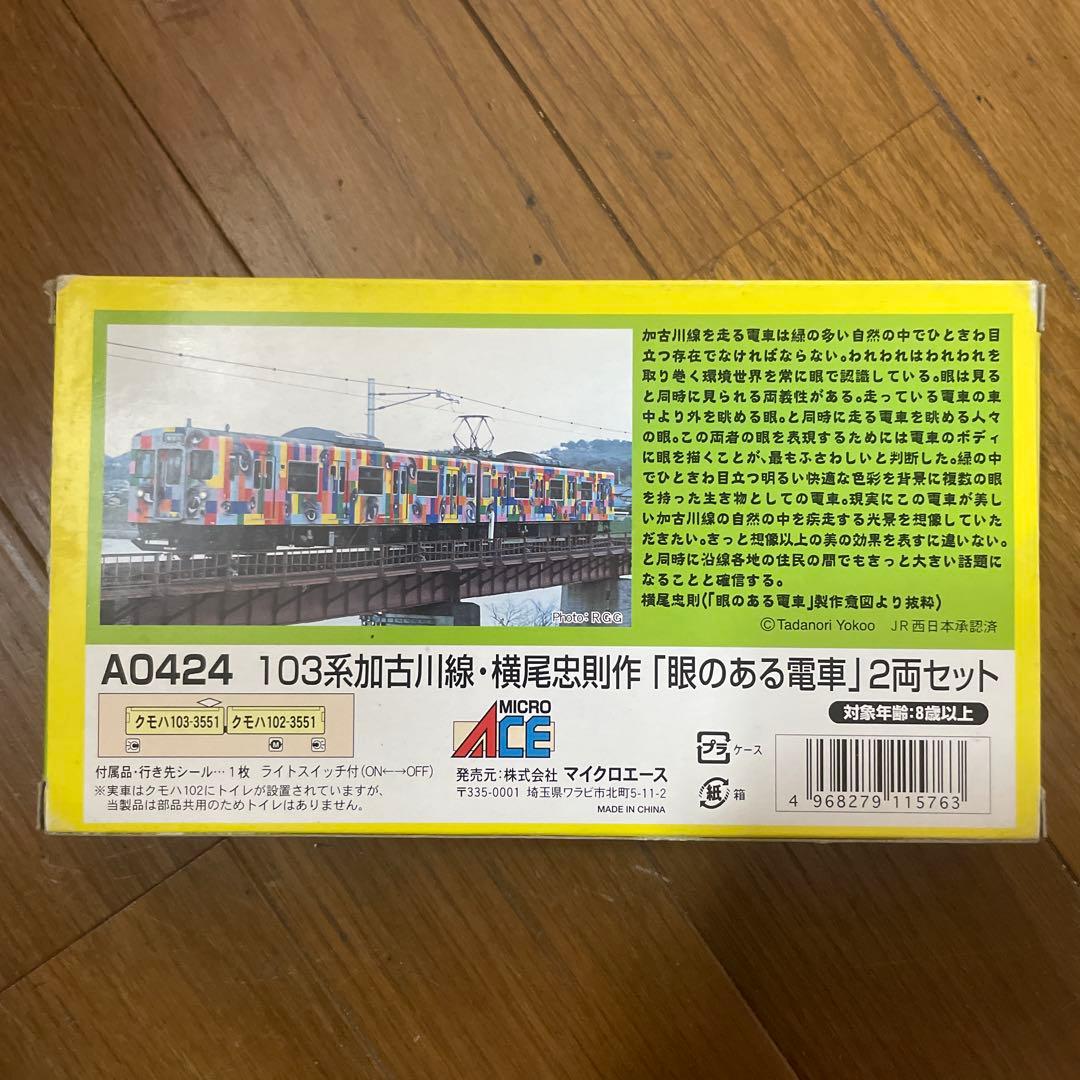 加古川線を走る電車は緑の多い自然の中でひときわ目
立つ存在でなければならない。われわれはわれわれを
取り巻く環境世界を常に眼で認識している。眼は見る
と同時に見られる両義性がある。走っている電車の車
中より外を眺める眼。と同時に走る電車を眺める人々
の眼。この両者の眼を表現するためには電車のボディ
に眼を描くことが、最もふさわしいと判断した。緑の中
でひときわ目立つ明るい快適な色彩を背景に複数の眼
を持った生き物としての電車。現実にこの電車が美し
い加古川線の自然の中を疾走する光景を想像していた
だきたい。きっと想像以上の美の効果を表すに違いない。
と同時に沿線各地の住民の間でもきっと大きい話題に
なることと確信する。
横尾忠則(「眼のある電車」製作意図より抜粋)
Photo: RGG
©Tadanori Yokoo JR西日本承認済
A0424 103系加古川線・横尾忠則作「眼のある電車」2両セット
対象年齢:8歳以上
クモハ103-3551 クモハ102-3551
M
付属品・行き先シール…1枚 ライトスイッチ付(ON←→OFF)
※実車はクモハ102にトイレが設置されていますが、
当製品は部品共用のためトイレはありません。
MICRO
ACE
発売元:株式会社 マイクロエース
〒335-0001 埼玉県ワラビ市北町5-11-2
MADE IN CHINA
プラ ケース
紙 箱
4 968279 115763